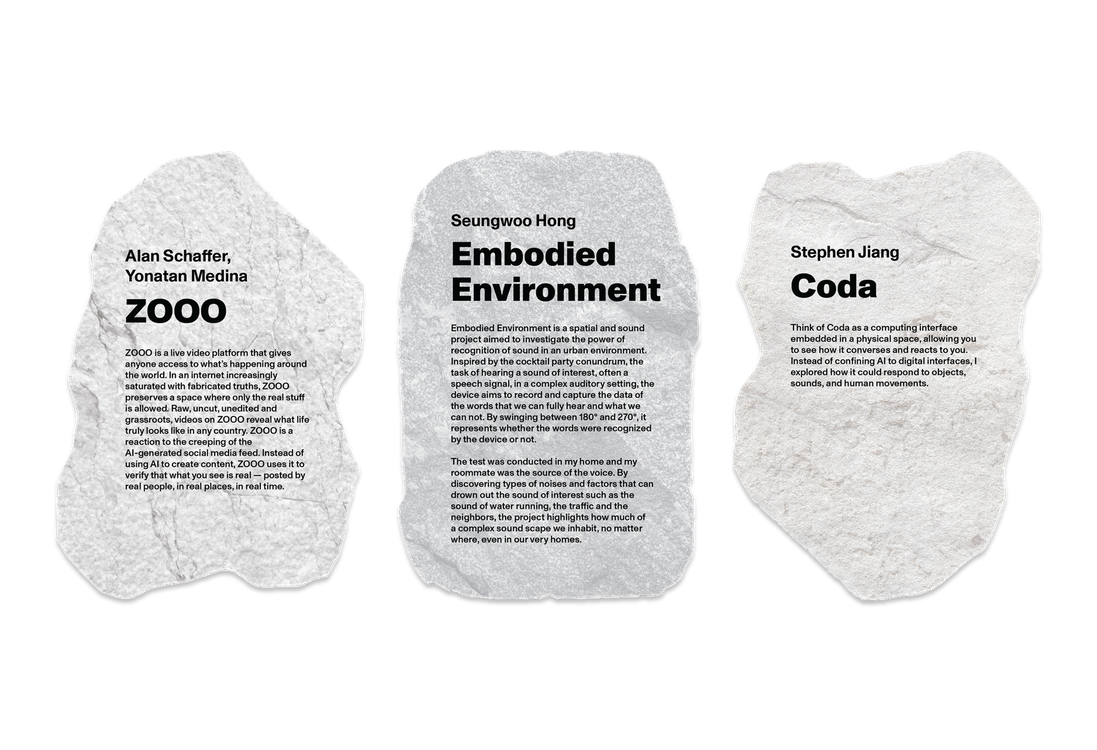 Alan Schaffer,
Yonatan Medina
ZOOO
ZOOO is a live video platform that gives
anyone access to what's happening around
the world. In an internet increasingly
saturated with fabricated truths, ZOOO
preserves a space where only the real stuff
is allowed. Raw, uncut, unedited and
grassroots, videos on ZOOO reveal what life
truly looks like in any country. ZOOO is a
reaction to the creeping of the
AI-generated social media feed. Instead of
using AI to create content, ZOOO uses it to
verify that what you see is real — posted by
real people, in real places, in real time.
Seungwoo Hong
Embodied
Environment
Embodied Environment is a spatial and sound
project aimed to investigate the power of
recognition of sound in an urban environment.
Inspired by the cocktail party conundrum, the
task of hearing a sound of interest, often a
speech signal, in a complex auditory setting, the
device aims to record and capture the data of
the words that we can fully hear and what we
can not. By swinging between 180° and 270°, it
represents whether the words were recognized
by the device or not.
The test was conducted in my home and my
roommate was the source of the voice. By
discovering types of noises and factors that can
drown out the sound of interest such as the
sound of water running, the traffic and the
neighbors, the project highlights how much of
a complex sound scape we inhabit, no matter
where, even in our very homes.
Stephen Jiang
Coda
Think of Coda as a computing interface
embedded in a physical space, allowing you
to see how it converses and reacts to you.
Instead of confining AI to digital interfaces, I
explored how it could respond to objects,
sounds, and human movements.